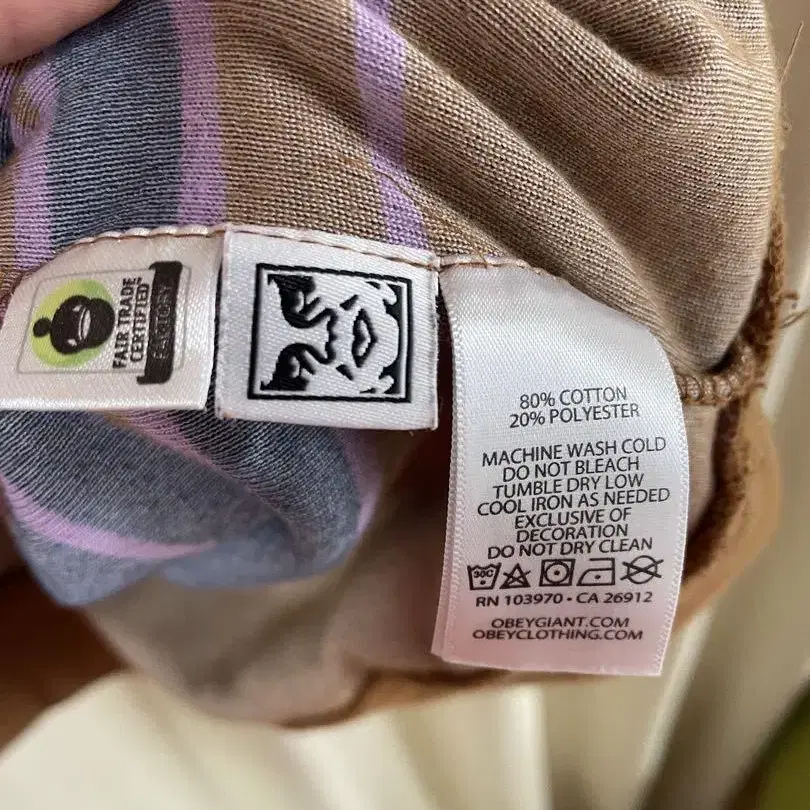 FAIR TRADE
CERTIFIED
FACTORY
80% COTTON
20% POLYESTER
MACHINE WASH COLD
DO NOT BLEACH
TUMBLE DRY LOW
COOL IRON AS NEEDED
EXCLUSIVE OF
DECORATION
DO NOT DRY CLEAN
30C
RN 103970 • CA 26912
OBEYGIANT.COM
OBEYCLOTHING.COM